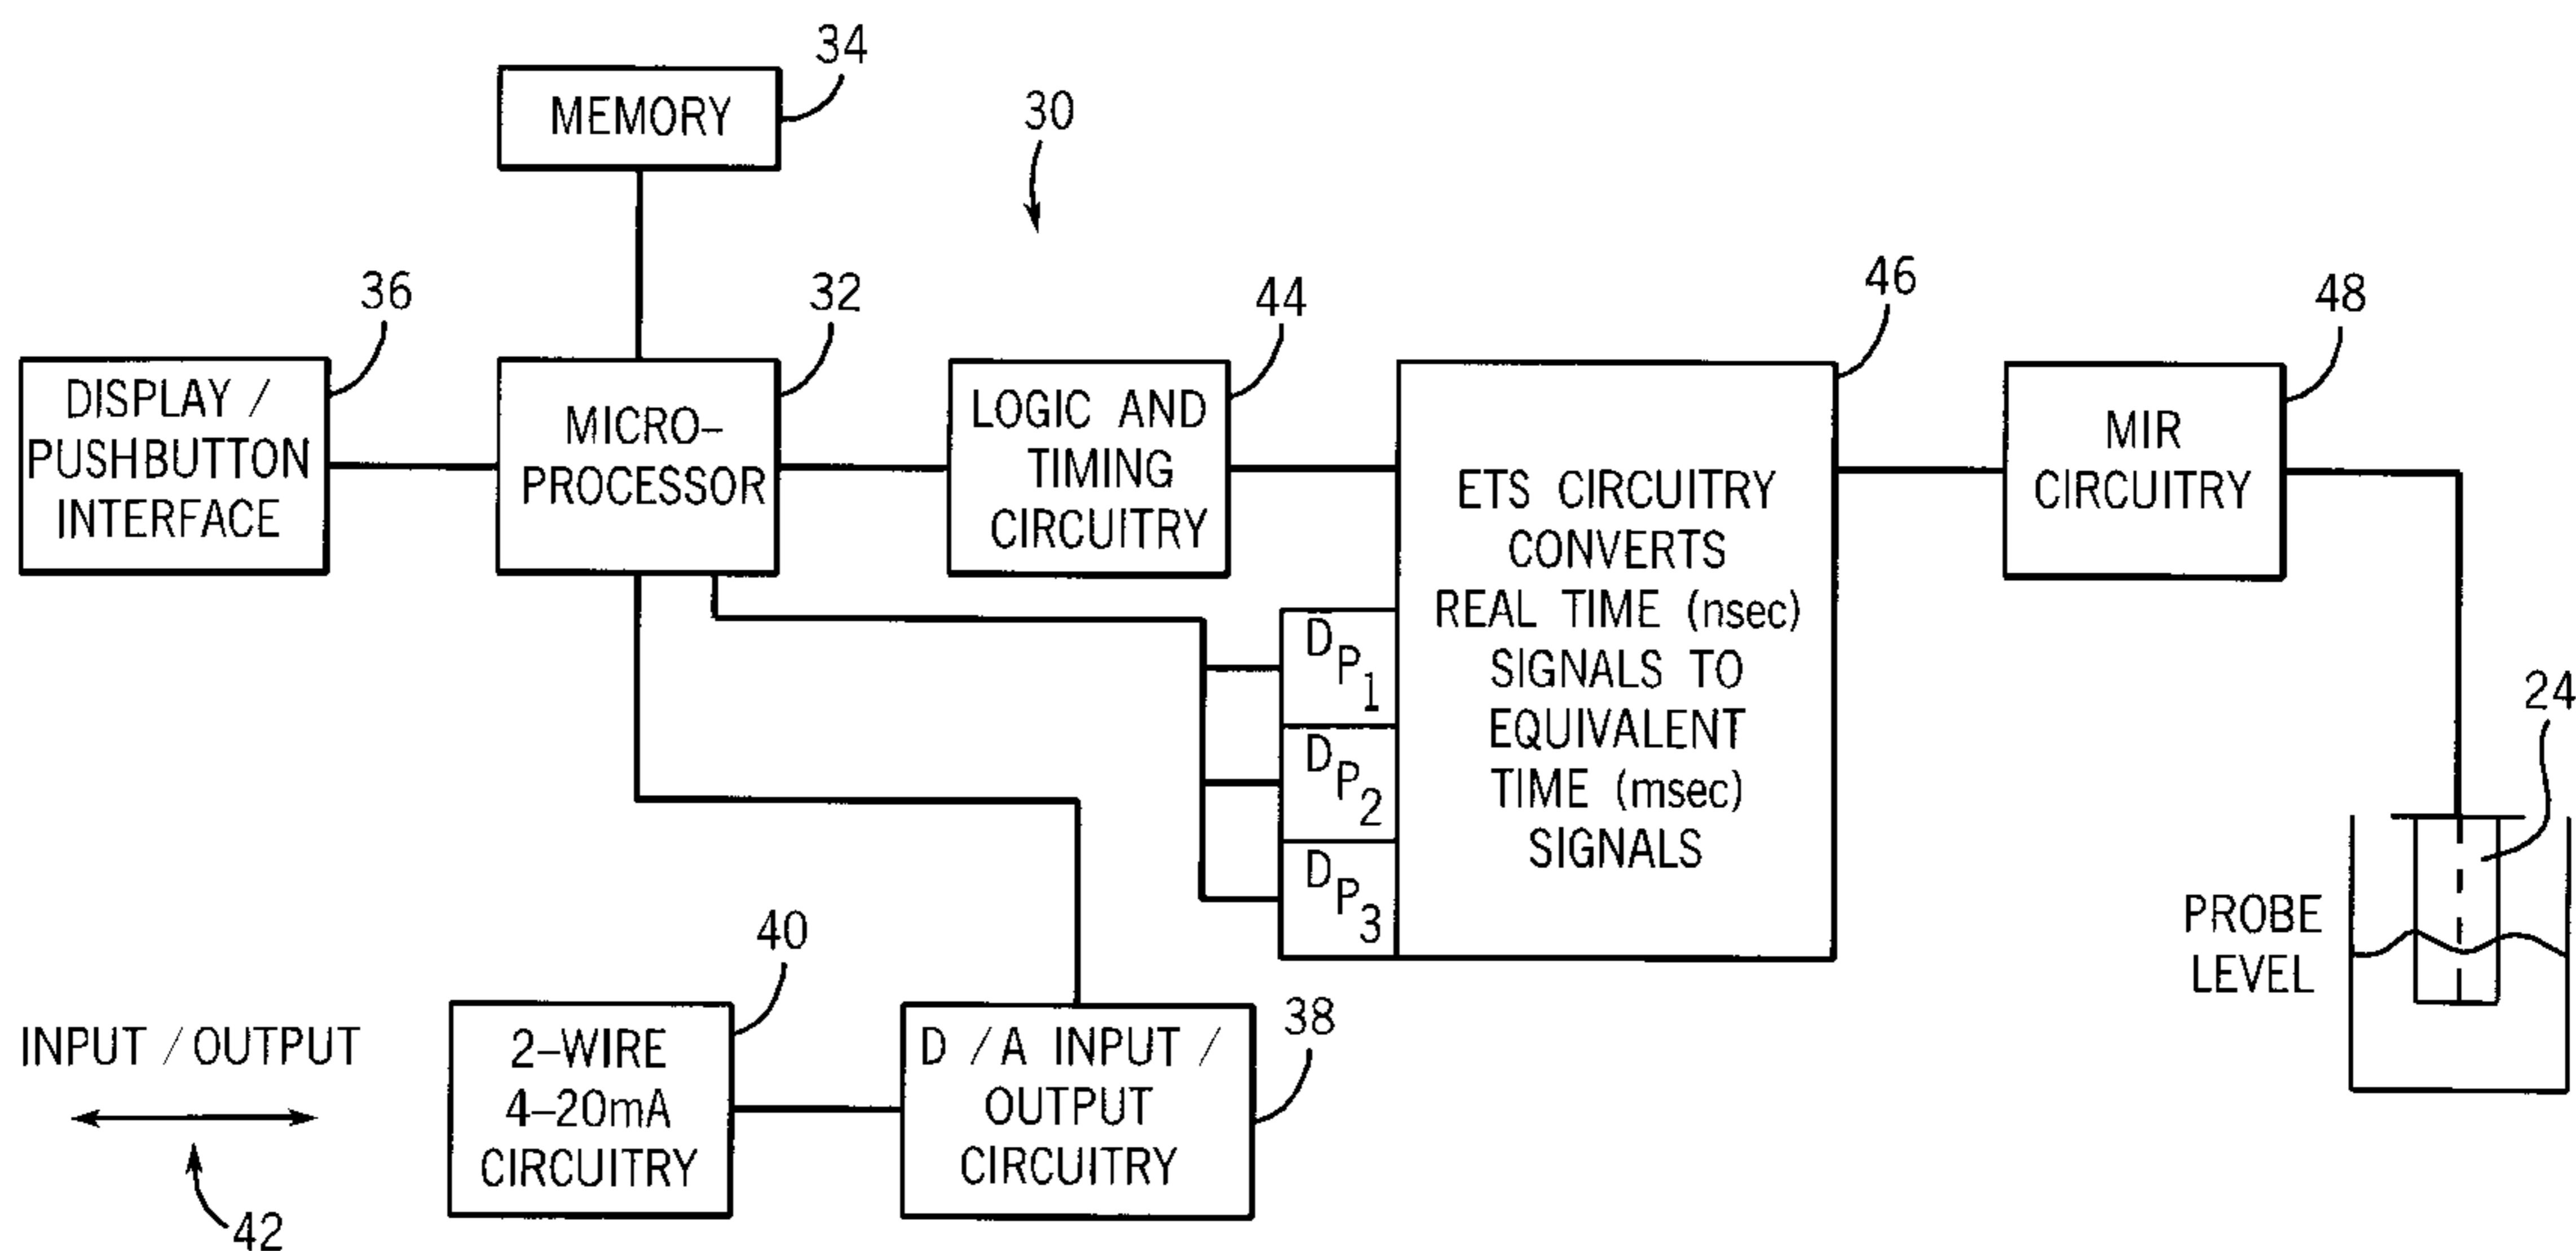 34
MEMORY
30
36
32
44
46
48
DISPLAY /
PUSHBUTTON
INTERFACE
MICRO-
PROCESSOR
LOGIC AND
TIMING
CIRCUITRY
ETS CIRCUITRY
CONVERTS
REAL TIME (nsec)
SIGNALS TO
EQUIVALENT
TIME (msec)
SIGNALS
MIR
CIRCUITRY
DP1
DP2
DP3
24
PROBE
LEVEL
40
38
INPUT / OUTPUT
42
2-WIRE
4-20mA
CIRCUITRY
D / A INPUT /
OUTPUT
CIRCUITRY